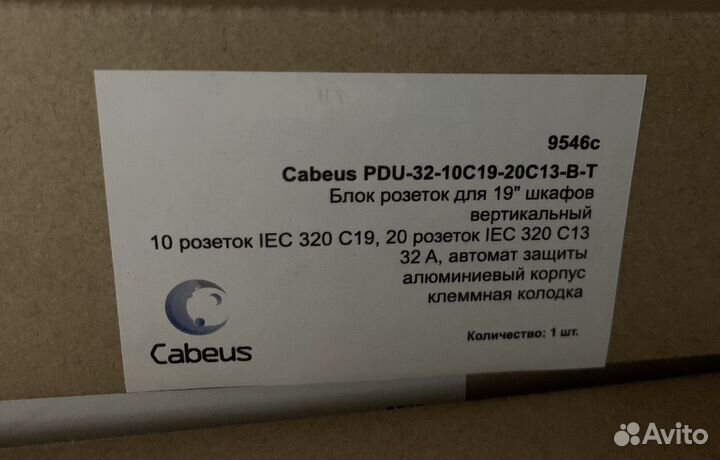 9546c
Cabeus PDU-32-10C19-20C13-B-T
Блок розеток для 19" шкафов
вертикальный
10 розеток IEC 320 C19, 20 розеток IEC 320 C13
32 А, автомат защиты
алюминиевый корпус
клеммная колодка
Количество: 1 шт.
Cabeus
Avito